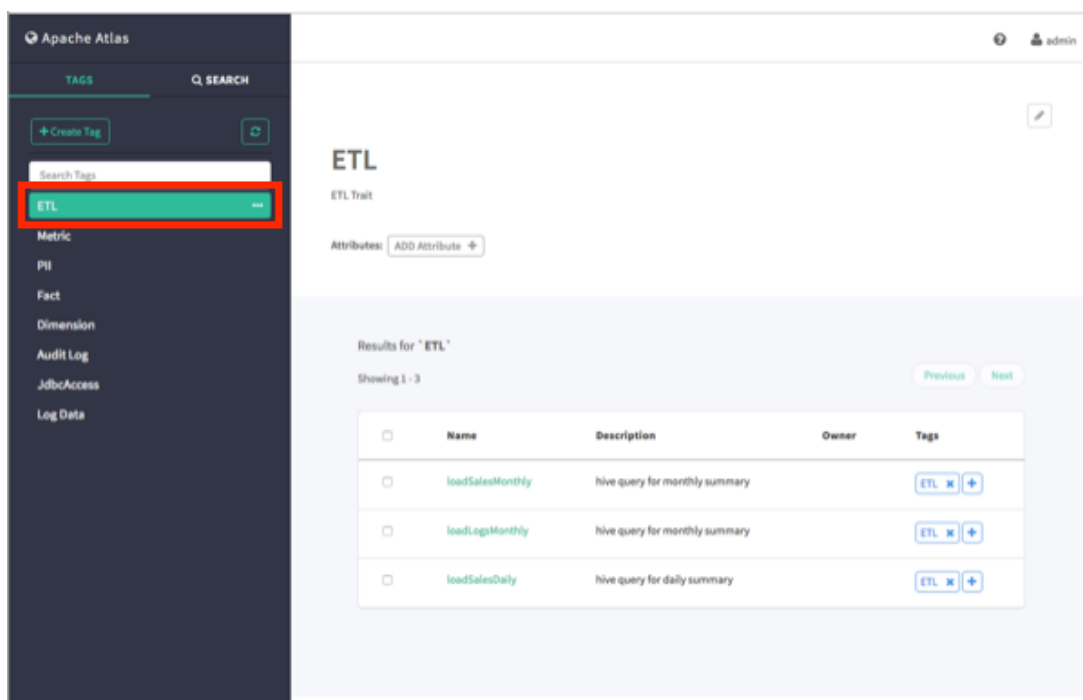 Apache Atlas
admin
TAGS
SEARCH
+Create Tag
Search Tags
ETL ...
Metric
PII
Fact
Dimension
Audit Log
JdbcAccess
Log Data
ETL
ETL Trait
Attributes: ADD Attribute +
Results for `ETL`
Showing 1 - 3
Previous Next
Name Description Owner Tags
loadSalesMonthly hive query for monthly summary ETL × +
loadLogsMonthly hive query for monthly summary ETL × +
loadSalesDaily hive query for daily summary ETL × +